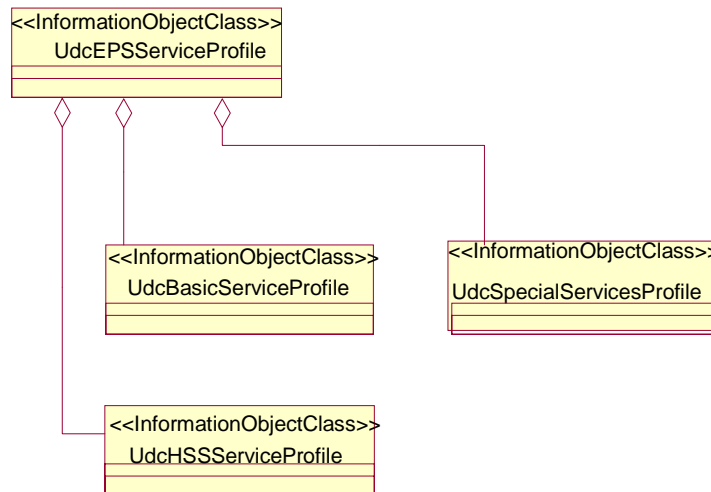 <<InformationObjectClass>>
UdcEPSServiceProfile
<<InformationObjectClass>>
UdcBasicServiceProfile
<<InformationObjectClass>>
UdcSpecialServicesProfile
<<InformationObjectClass>>
UdcHSSServiceProfile